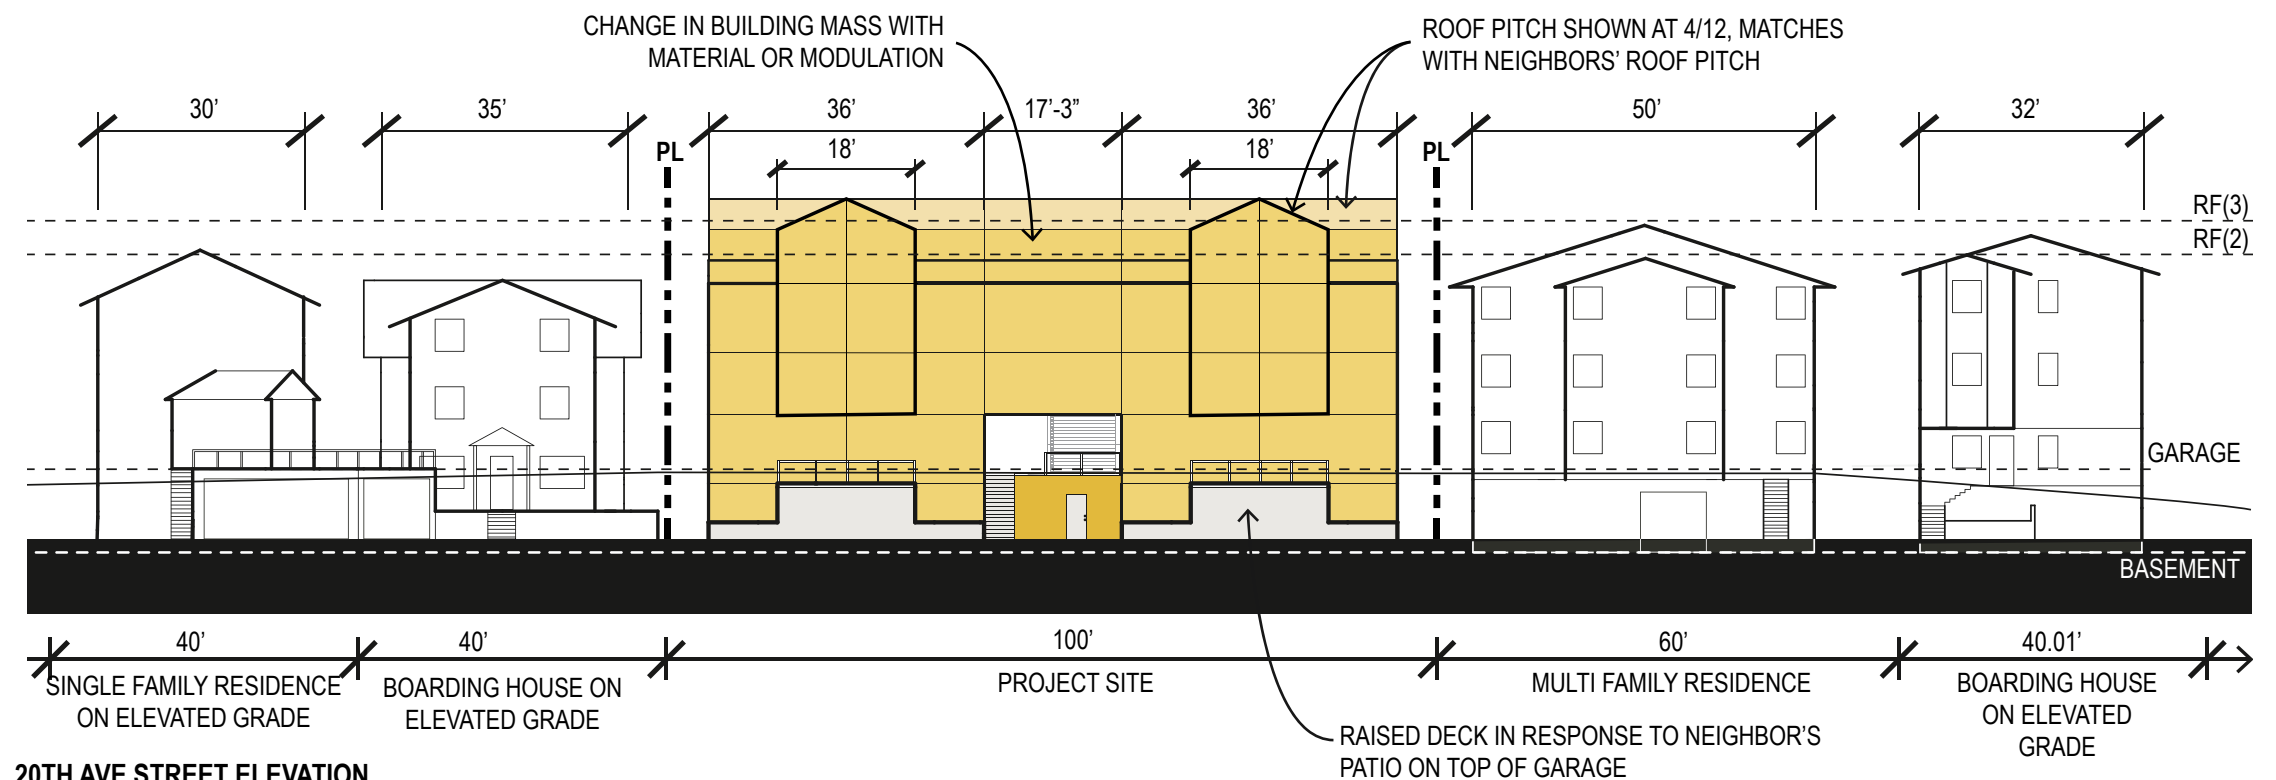 CHANGE IN BUILDING MASS WITH
MATERIAL OR MODULATION
ROOF PITCH SHOWN AT 4/12, MATCHES
WITH NEIGHBORS’ ROOF PITCH
30’
35’
36’
17’-3”
36’
50’
32’
18’
18’
PL
PL
RF(3)
RF(2)
GARAGE
BASEMENT
40’
40’
100’
60’
40.01’
SINGLE FAMILY RESIDENCE
ON ELEVATED GRADE
BOARDING HOUSE ON
ELEVATED GRADE
PROJECT SITE
MULTI FAMILY RESIDENCE
BOARDING HOUSE
ON ELEVATED
GRADE
RAISED DECK IN RESPONSE TO NEIGHBOR’S
PATIO ON TOP OF GARAGE
20TH AVE STREET ELEVATION